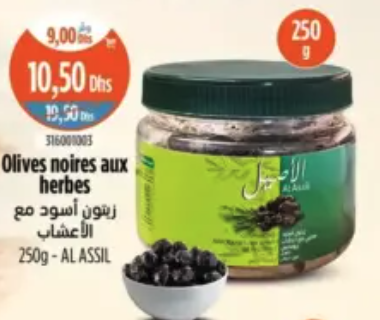 9,00 Dhs
10,50 Dhs
19,50 Dhs
250
g
316001003
Olives noires aux
herbes
زيتون أسود مع
الأعشاب
250g - AL ASSIL
الأصيل
AL ASSIL